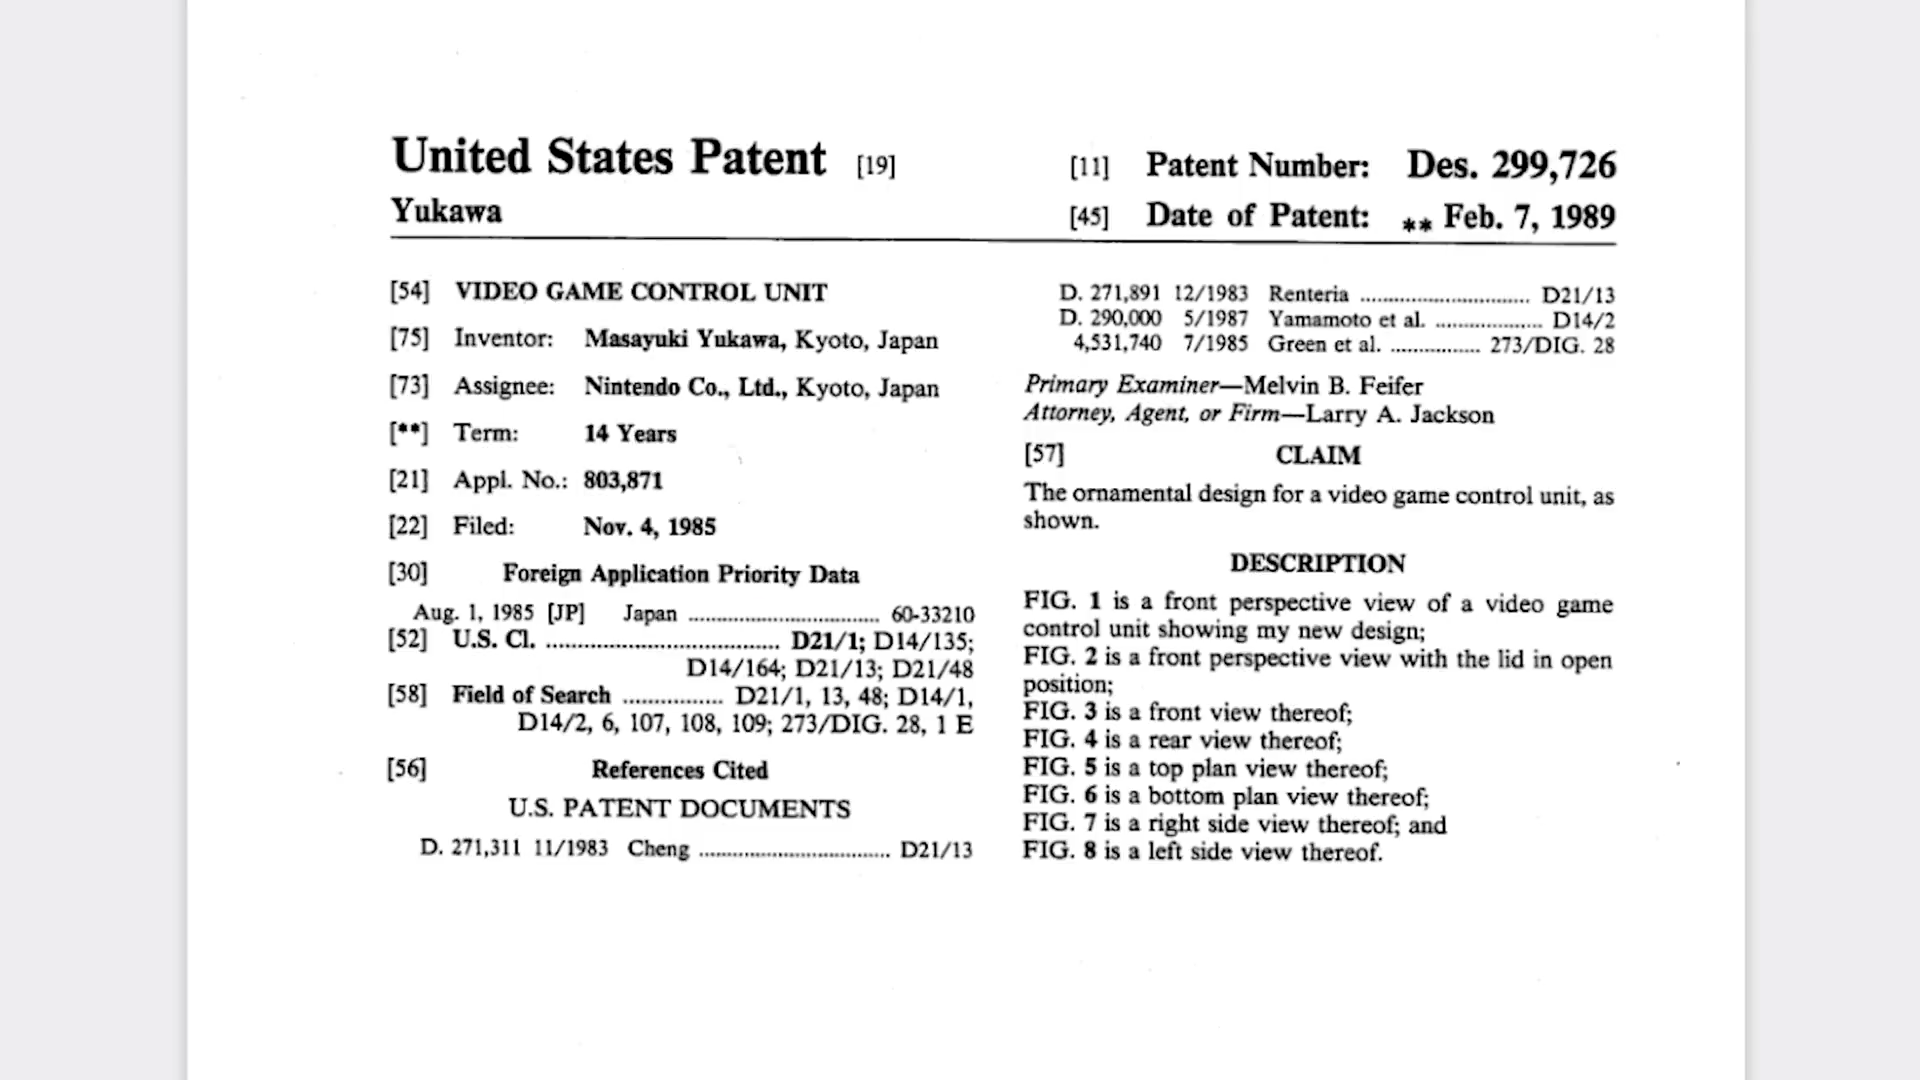 United States Patent [19]
Yukawa
[11] Patent Number: Des. 299,726
[45] Date of Patent: ** Feb. 7, 1989
[54] VIDEO GAME CONTROL UNIT
[75] Inventor: Masayuki Yukawa, Kyoto, Japan
[73] Assignee: Nintendo Co., Ltd., Kyoto, Japan
[**] Term: 14 Years
[21] Appl. No.: 803,871
[22] Filed: Nov. 4, 1985
[30] Foreign Application Priority Data
Aug. 1, 1985 [JP] Japan .................................. 60-33210
[52] U.S. Cl. ......................................... D21/1; D14/135;
D14/164; D21/13; D21/48
[58] Field of Search ................. D21/1, 13, 48; D14/1,
D14/2, 6, 107, 108, 109; 273/DIG. 28, 1 E
[56] References Cited
U.S. PATENT DOCUMENTS
D. 271,311 11/1983 Cheng .................................. D21/13
D. 271,891 12/1983 Renteria .............................. D21/13
D. 290,000 5/1987 Yamamoto et al. ................... D14/2
4,531,740 7/1985 Green et al. ................ 273/DIG. 28
Primary Examiner—Melvin B. Feifer
Attorney, Agent, or Firm—Larry A. Jackson
[57] CLAIM
The ornamental design for a video game control unit, as
shown.
DESCRIPTION
FIG. 1 is a front perspective view of a video game
control unit showing my new design;
FIG. 2 is a front perspective view with the lid in open
position;
FIG. 3 is a front view thereof;
FIG. 4 is a rear view thereof;
FIG. 5 is a top plan view thereof;
FIG. 6 is a bottom plan view thereof;
FIG. 7 is a right side view thereof; and
FIG. 8 is a left side view thereof.